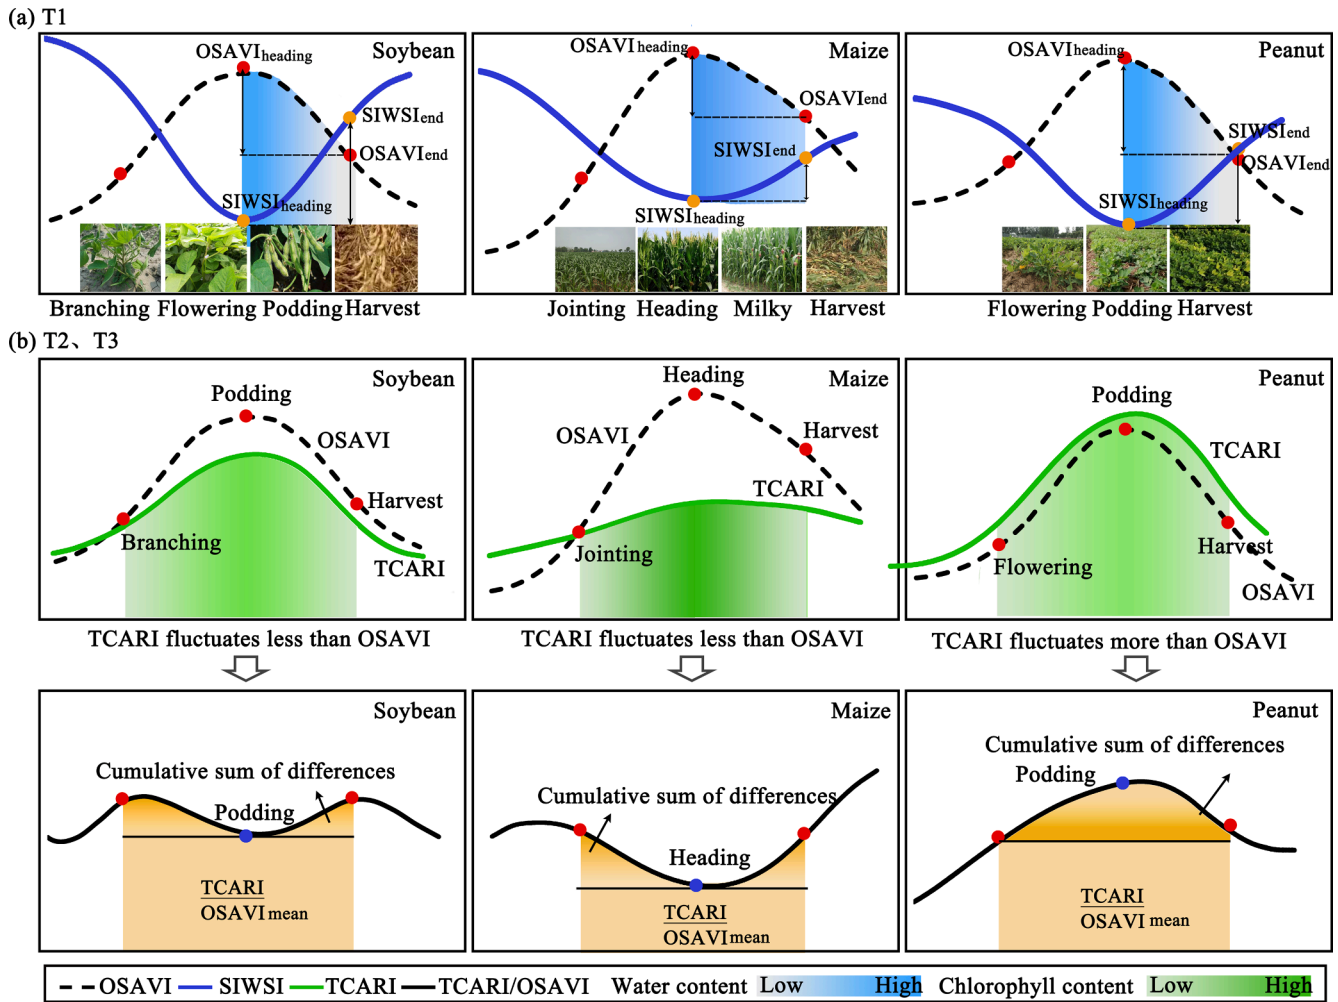 (a) T1
Soybean
OSAVIheading
SIWSIend
OSAVIend
SIWSIheading
Branching Flowering Podding Harvest
Maize
OSAVIheading
OSAVIend
SIWSIend
SIWSIheading
Jointing Heading Milky Harvest
Peanut
OSAVIheading
SIWSIend
OSAVIend
SIWSIheading
Flowering Podding Harvest
(b) T2、T3
Soybean
Podding
OSAVI
Harvest
Branching
TCARI
TCARI fluctuates less than OSAVI
Maize
Heading
OSAVI
Harvest
TCARI
Jointing
TCARI fluctuates less than OSAVI
Peanut
Podding
TCARI
Harvest
Flowering
OSAVI
TCARI fluctuates more than OSAVI
Soybean
Cumulative sum of differences
Podding
TCARI
OSAVI mean
Maize
Cumulative sum of differences
Heading
TCARI
OSAVI mean
Peanut
Cumulative sum of differences
Podding
TCARI
OSAVI mean
OSAVI SIWSI TCARI TCARI/OSAVI Water content Low High Chlorophyll content Low High